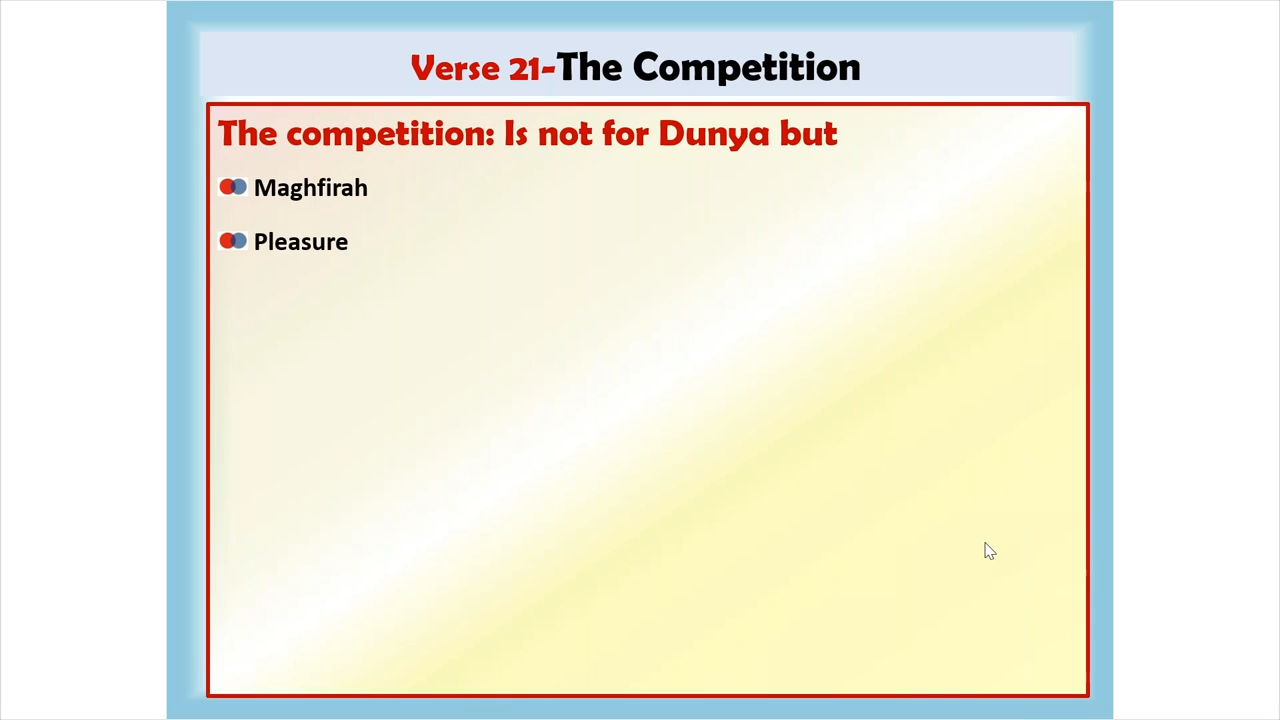 Verse 21-The Competition
The competition: Is not for Dunya but
Maghfirah
Pleasure